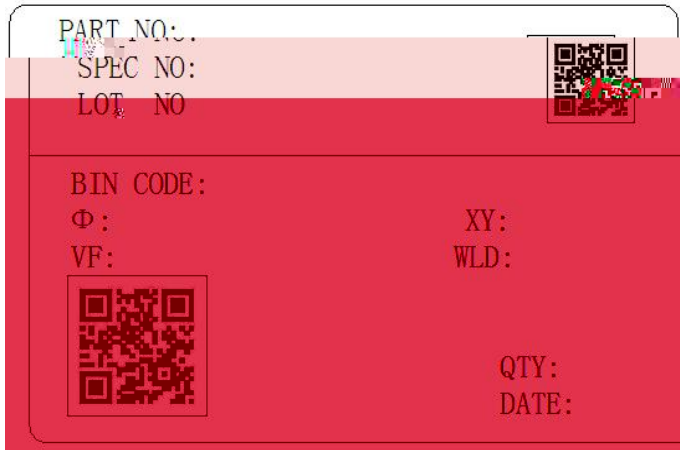 PART NO:
SPEC NO:
LOT NO
BIN CODE:
Φ:
XY:
VF:
WLD:
QTY:
DATE: